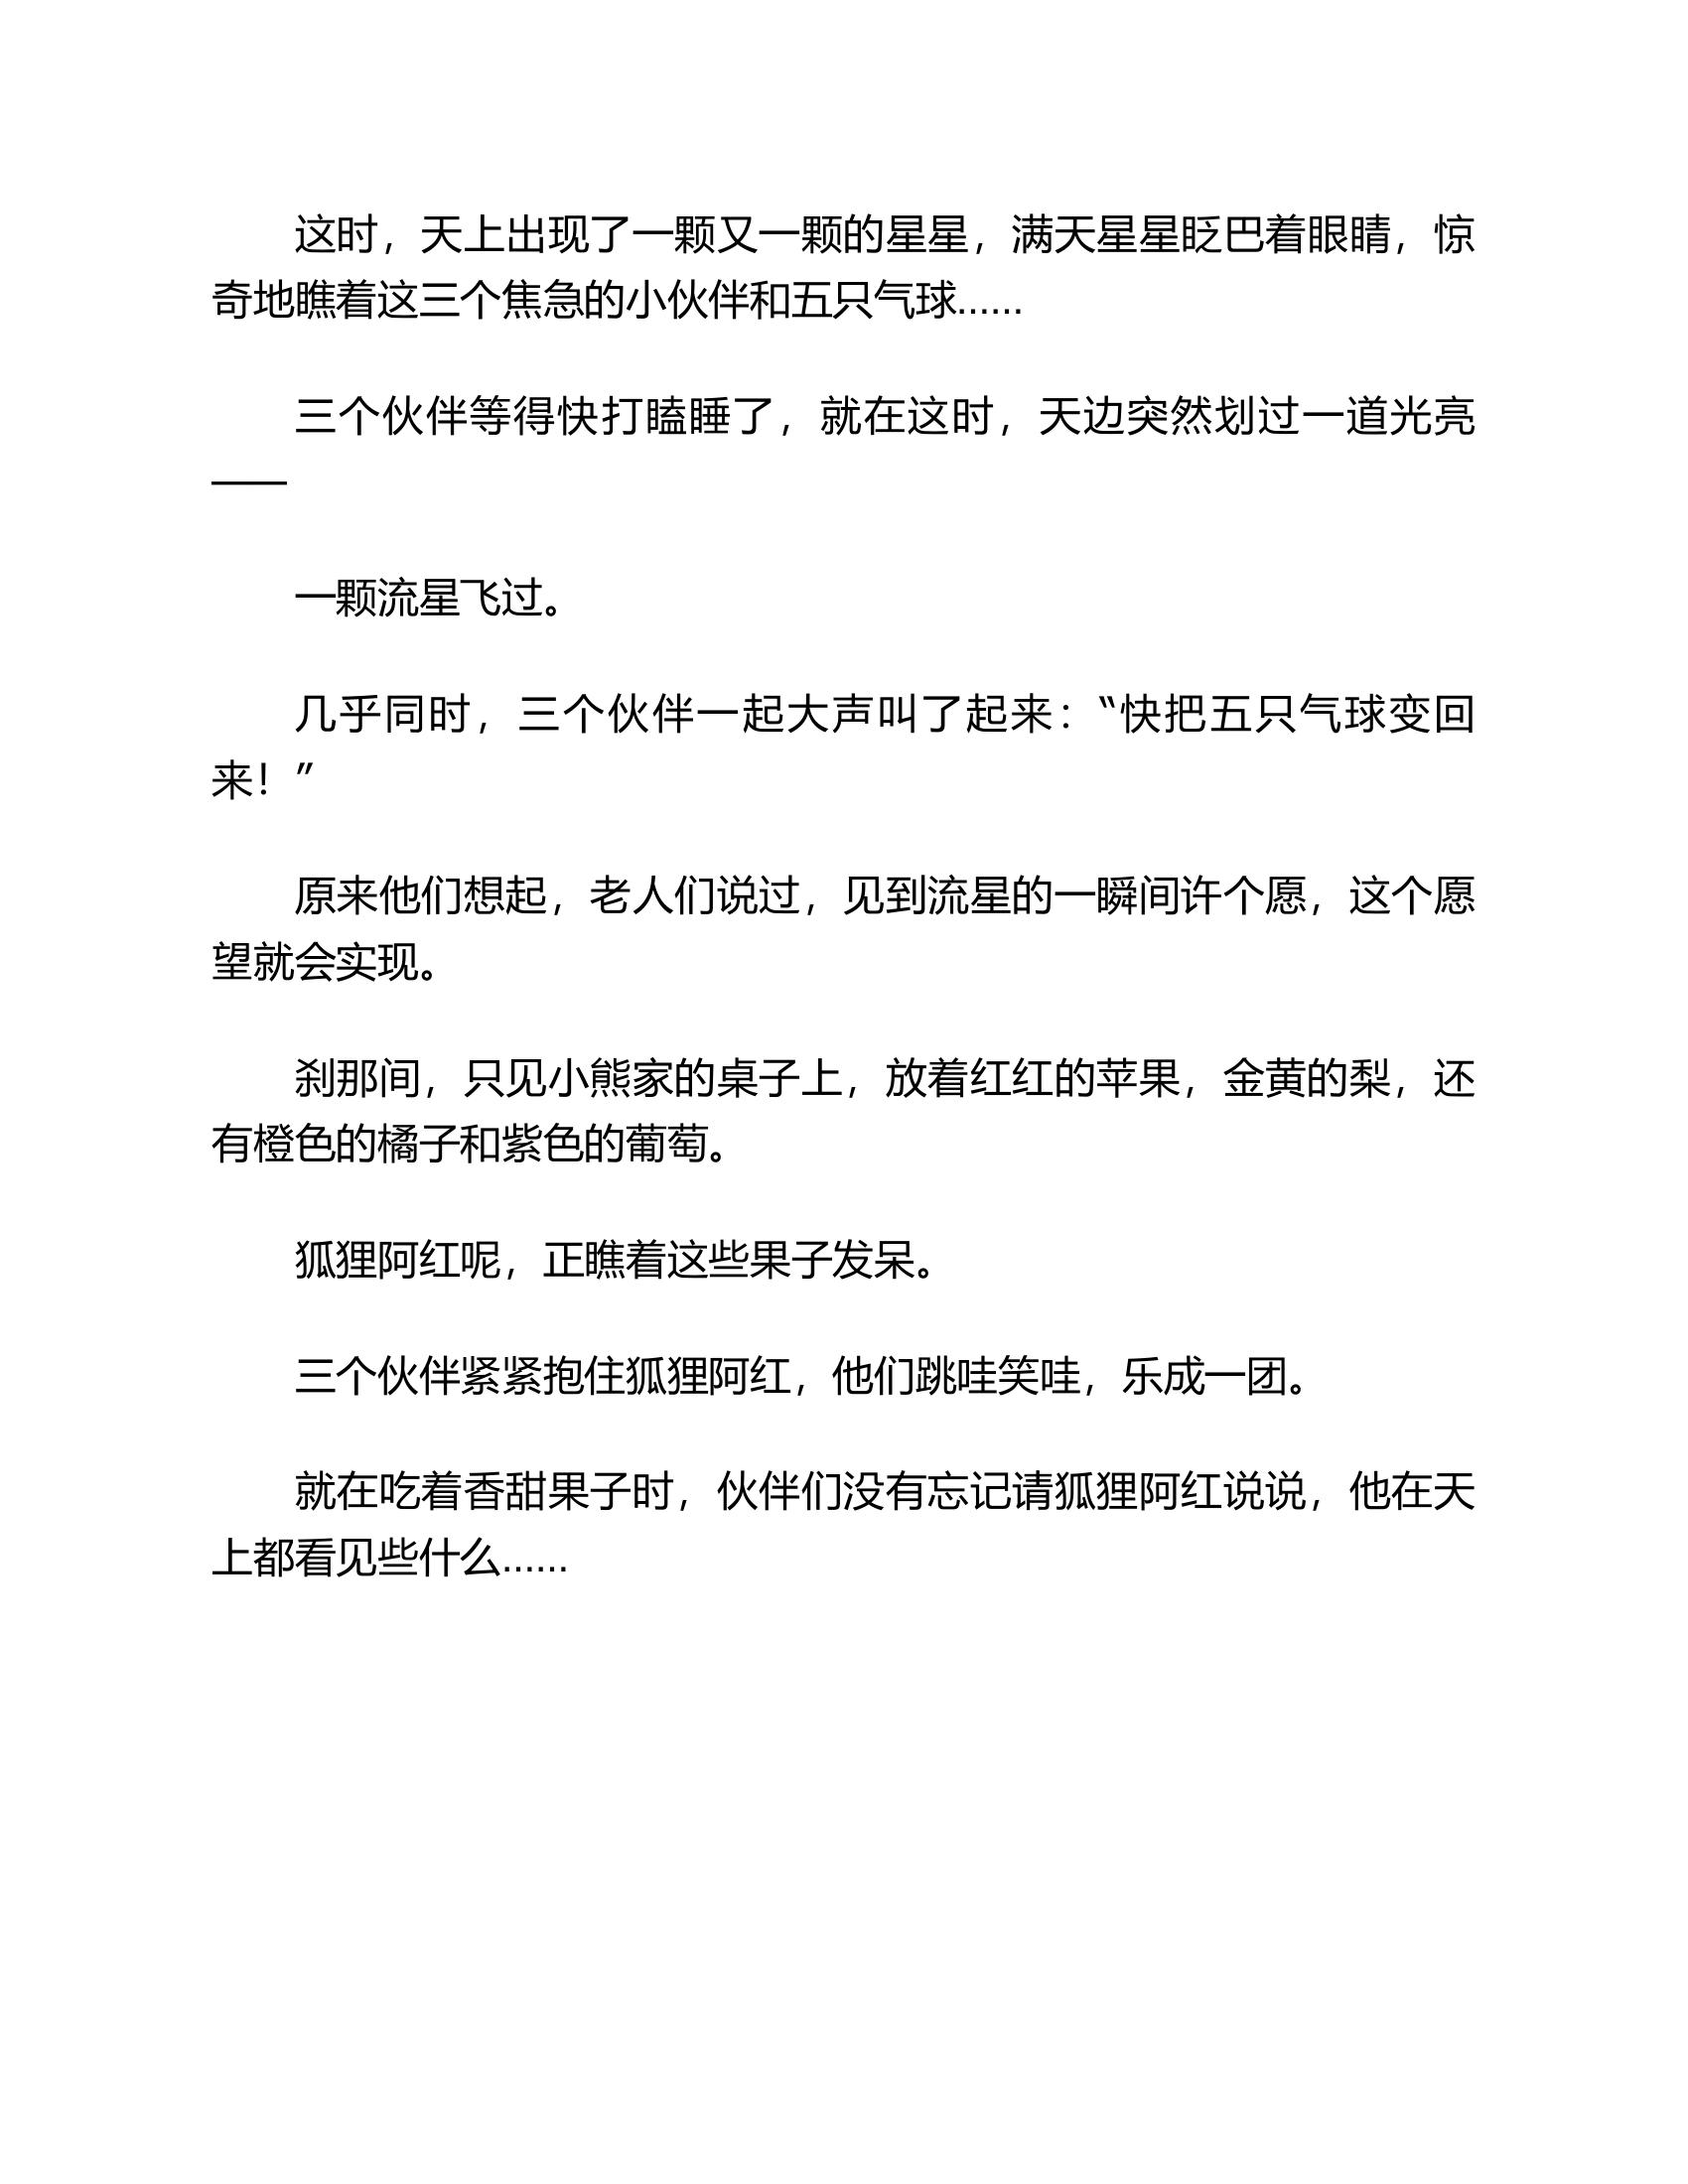 这时，天上出现了一颗又一颗的星星，满天星星眨巴着眼睛，惊
奇地瞧着这三个焦急的小伙伴和五只气球……
三个伙伴等得快打瞌睡了，就在这时，天边突然划过一道光亮
——
一颗流星飞过。
几乎同时，三个伙伴一起大声叫了起来：“快把五只气球变回
来！”
原来他们想起，老人们说过，见到流星的一瞬间许个愿，这个愿
望就会实现。
刹那间，只见小熊家的桌子上，放着红红的苹果，金黄的梨，还
有橙色的橘子和紫色的葡萄。
狐狸阿红呢，正瞧着这些果子发呆。
三个伙伴紧紧抱住狐狸阿红，他们跳哇笑哇，乐成一团。
就在吃着香甜果子时，伙伴们没有忘记请狐狸阿红说说，他在天
上都看见些什么……